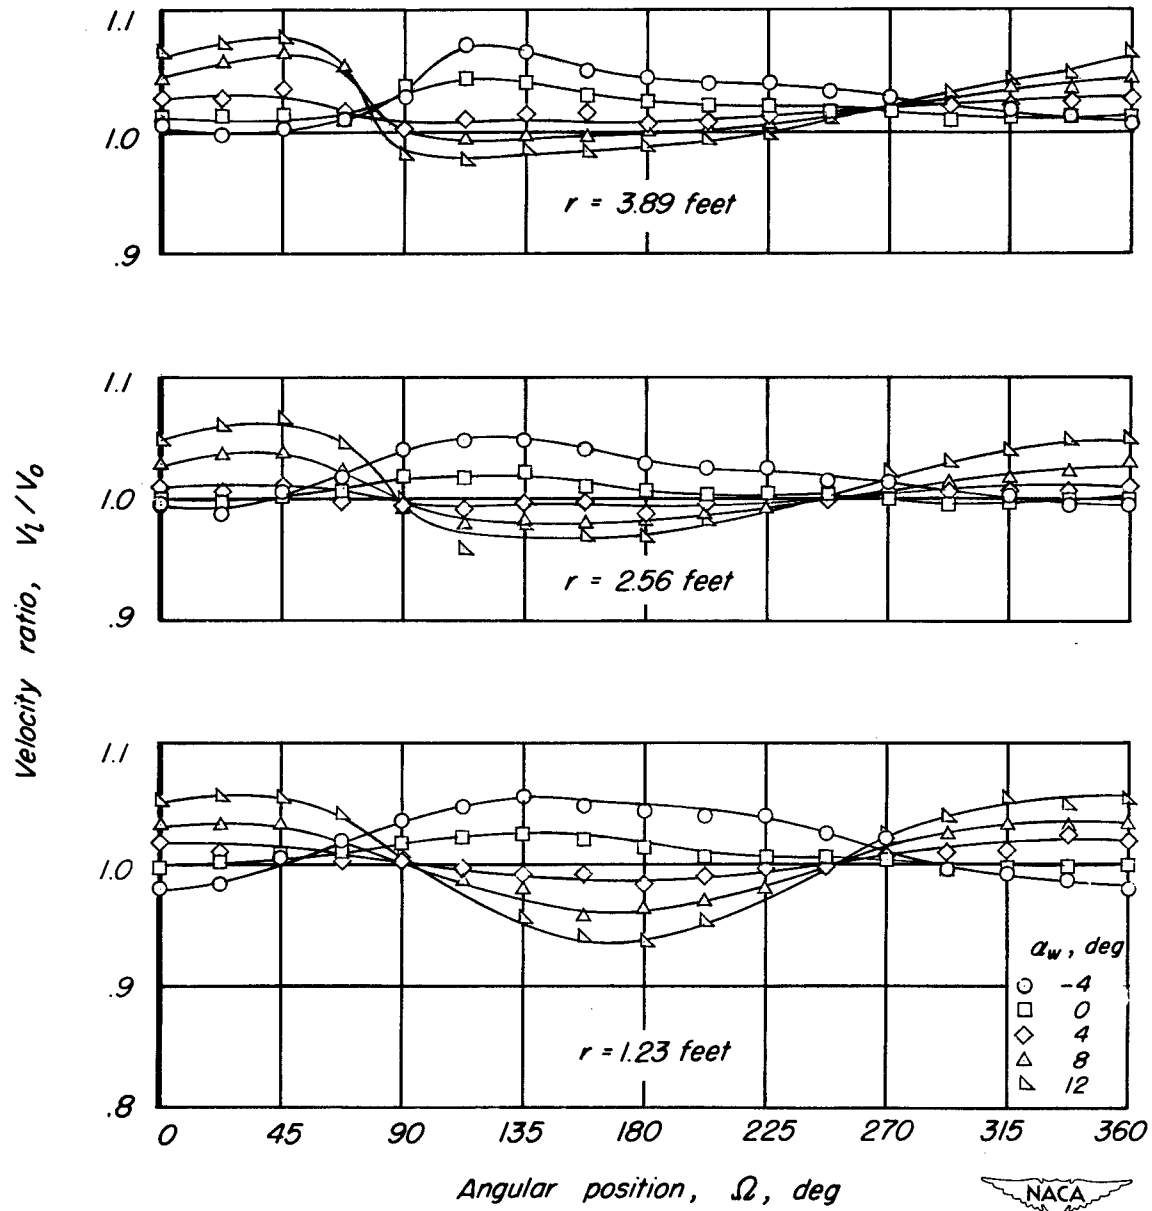 1.1
1.0
.9
r = 3.89 feet
1.1
1.0
.9
r = 2.56 feet
Velocity ratio, Vl/Vo
1.1
1.0
.9
.8
r = 1.23 feet
αw, deg
-4
0
4
8
12
0 45 90 135 180 225 270 315 360
Angular position, Ω, deg
NACA